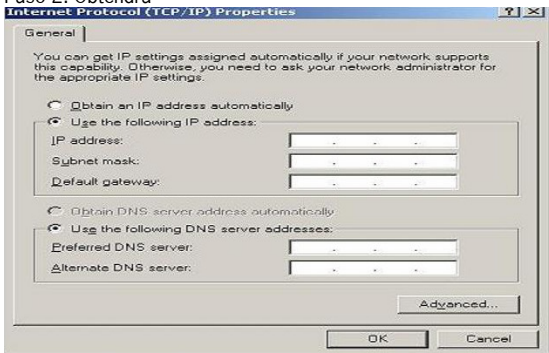 Paso 2: Obtendrá
Internet Protocol (TCP/IP) Properties
General
You can get IP settings assigned automatically if your network supports
this capability. Otherwise, you need to ask your network administrator for
the appropriate IP settings.
Obtain an IP address automatically
Use the following IP address:
IP address:
Subnet mask:
Default gateway:
Obtain DNS server address automatically
Use the following DNS server addresses:
Preferred DNS server:
Alternate DNS server:
Advanced...
OK
Cancel